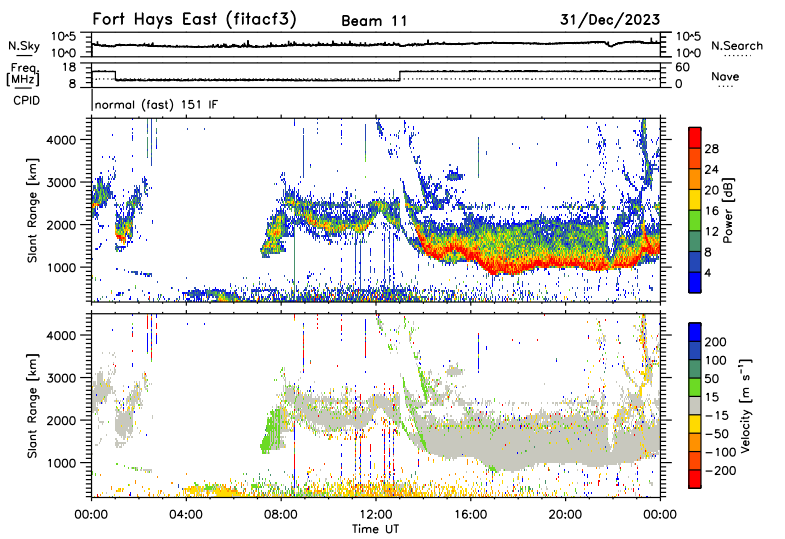 Fort Hays East (fitacf3) Beam 11 31/Dec/2023
N.Sky 10^5 10^0 10^5 10^0 N.Search
Freq. [MHz] 18 8 60 0 Nave
CPID normal (fast) 151 IF
Slant Range [km] 4000 3000 2000 1000
Power [dB] 28 24 20 16 12 8 4
Slant Range [km] 4000 3000 2000 1000
Velocity [m s⁻¹] 200 100 50 15 -15 -50 -100 -200
00:00 04:00 08:00 12:00 16:00 20:00 00:00
Time UT